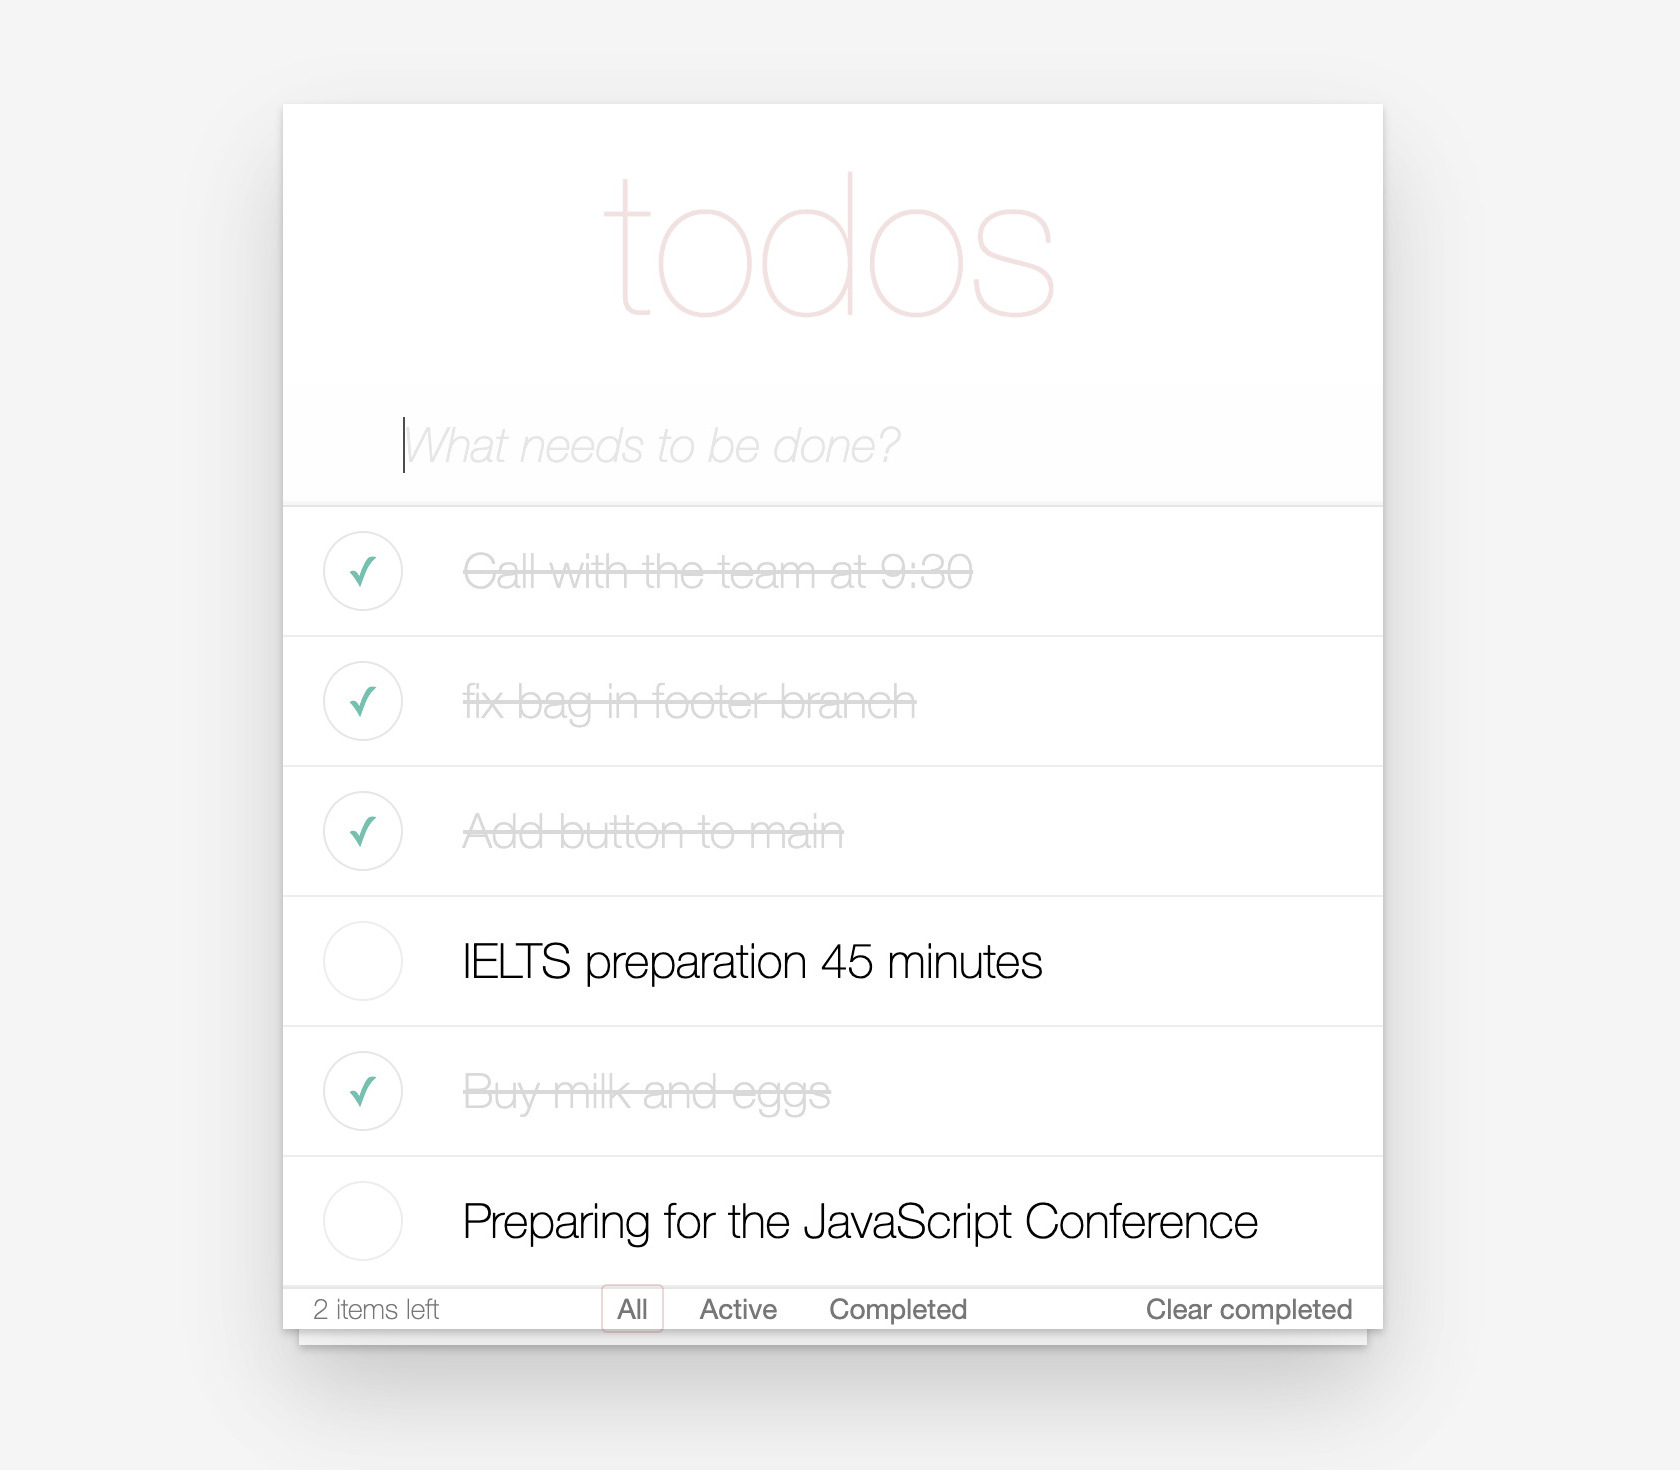 todos
What needs to be done?
Call with the team at 9:30
fix bag in footer branch
Add button to main
IELTS preparation 45 minutes
Buy milk and eggs
Preparing for the JavaScript Conference
2 items left All Active Completed Clear completed